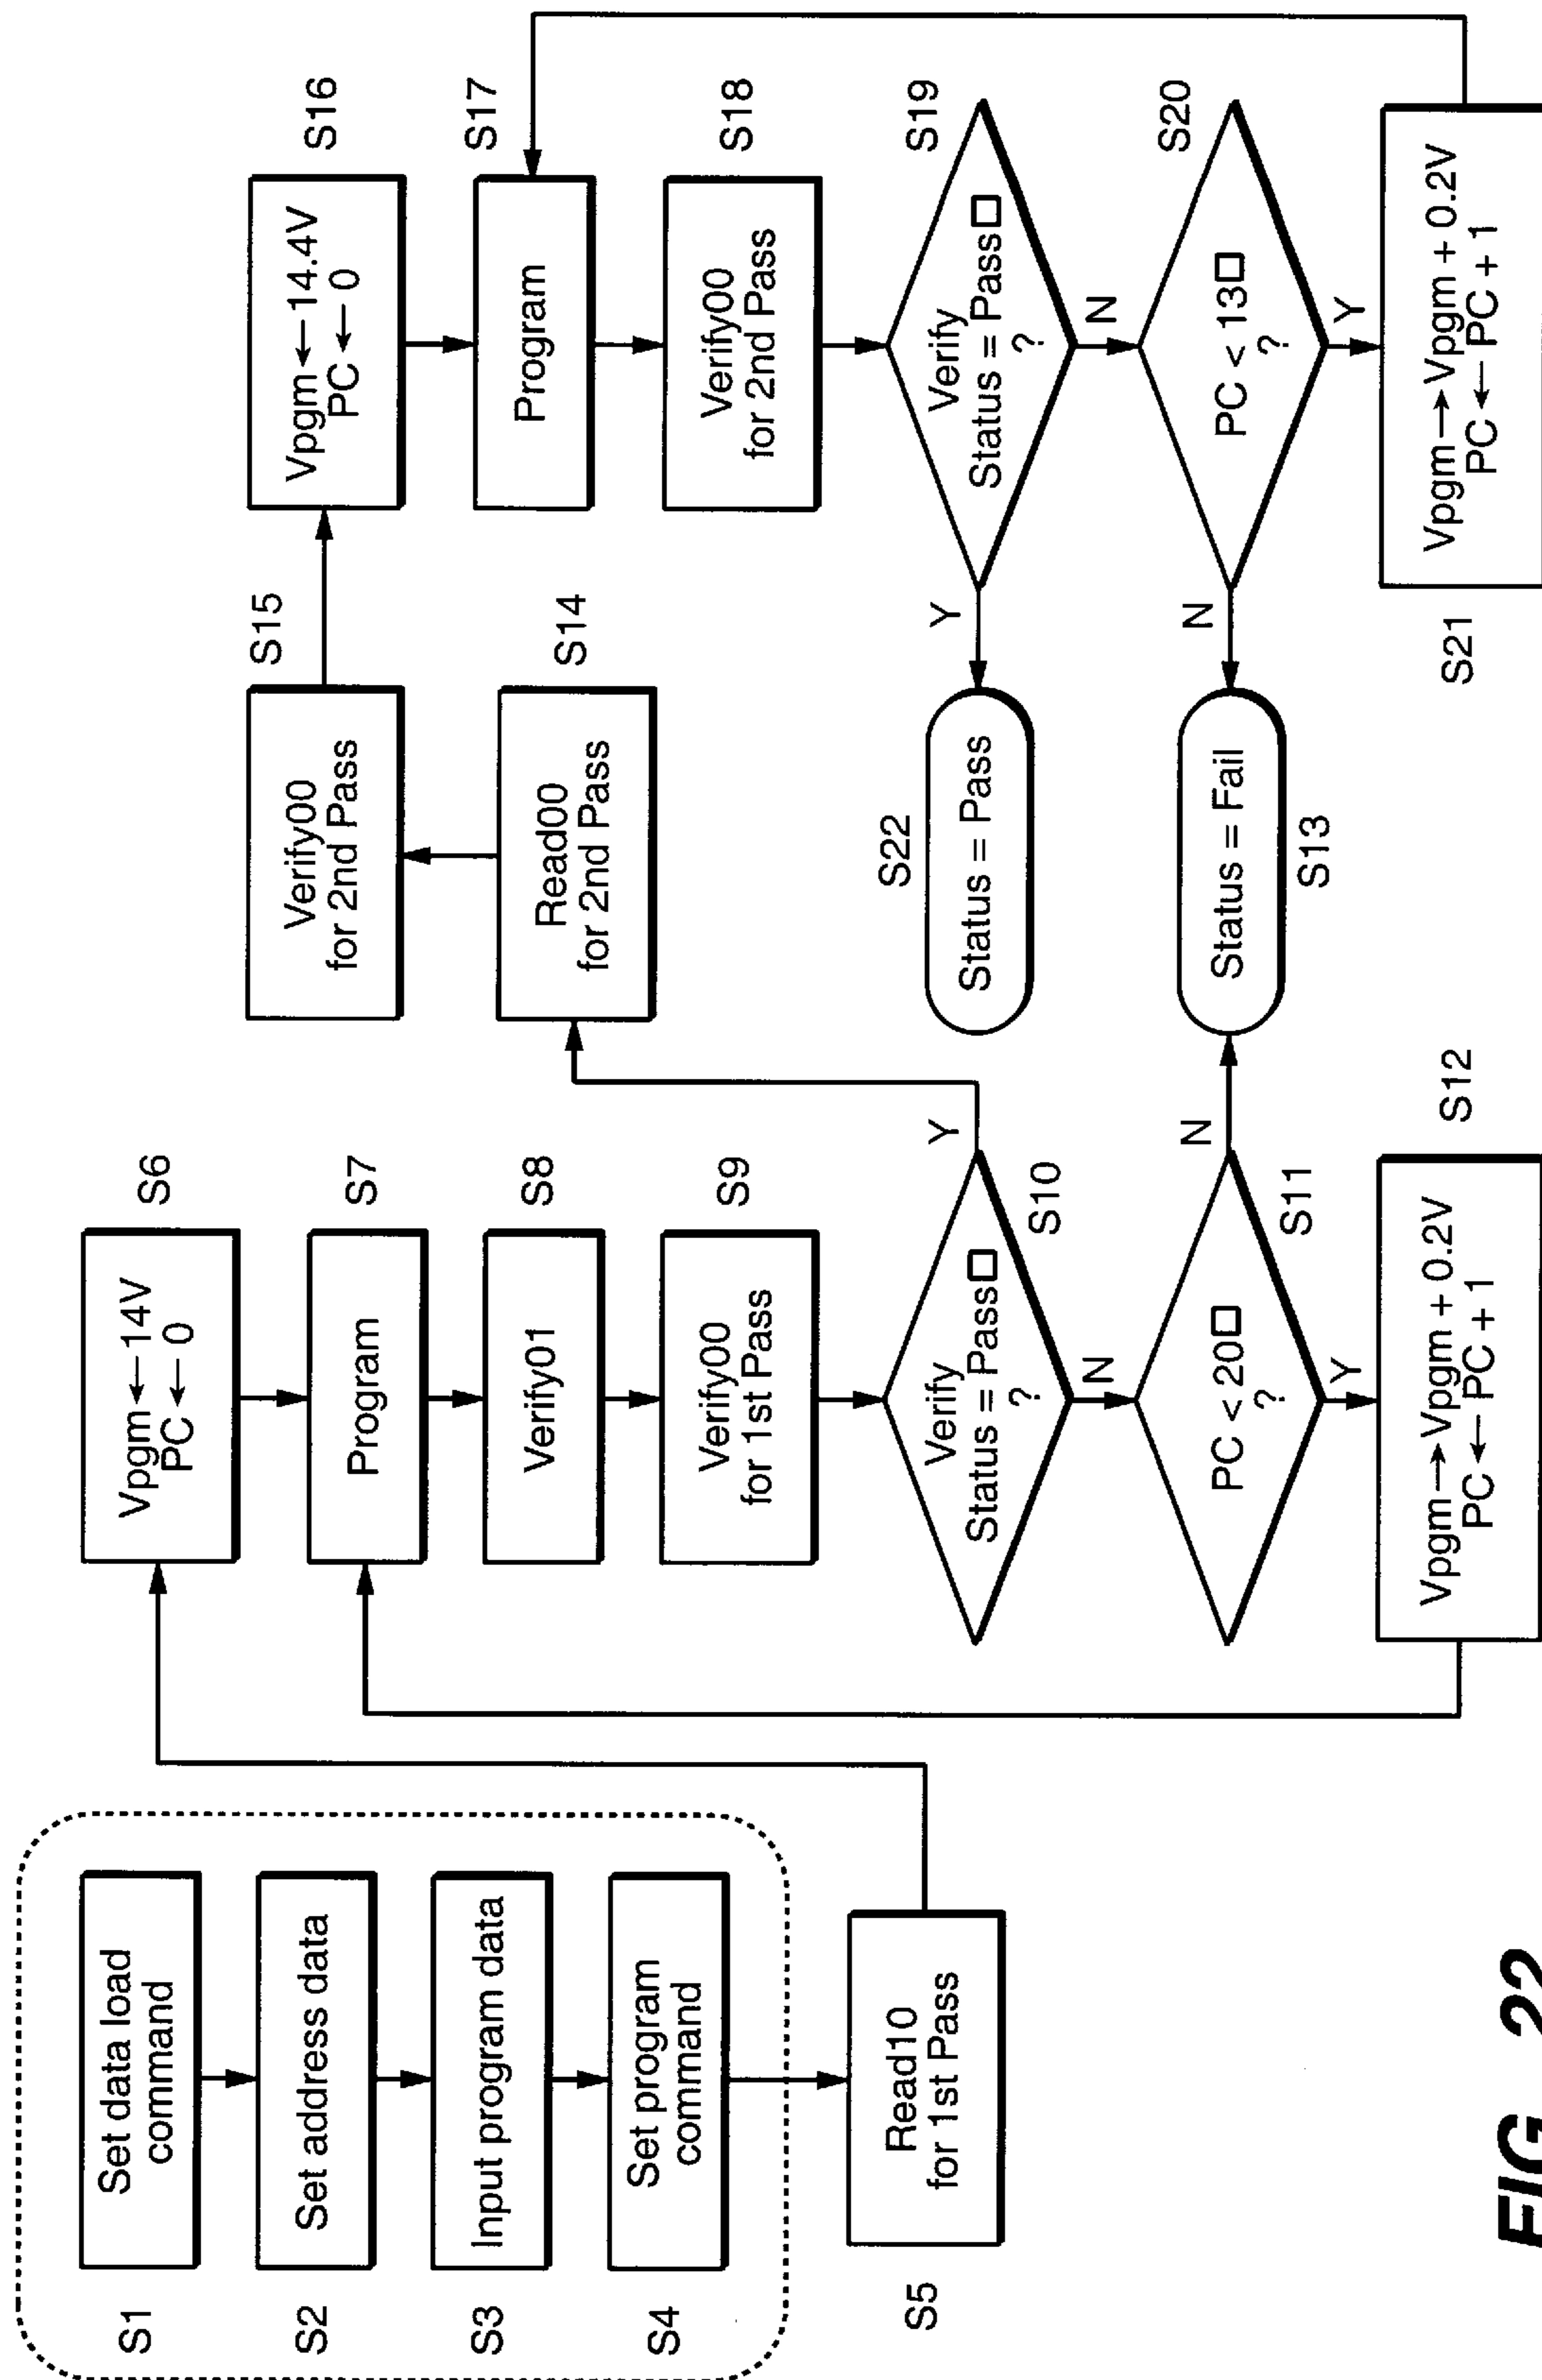 S1
Set data load
command
S2
Set address data
S3
Input program data
S4
Set program
command
S5
Read10
for 1st Pass
S6
Vpgm←14V
PC ← 0
S7
Program
S8
Verify01
S9
Verify00
for 1st Pass
S10
Verify
Status = Pass□
?
Y
N
S11
PC < 20□
?
N
Y
S12
Vpgm→Vpgm + 0.2V
PC ← PC + 1
S13
Status = Fail
S14
Read00
for 2nd Pass
S15
Verify00
for 2nd Pass
S16
Vpgm←14.4V
PC ← 0
S17
Program
S18
Verify00
for 2nd Pass
S19
Verify
Status = Pass□
?
Y
N
S20
PC < 13□
?
N
Y
S21
Vpgm→Vpgm + 0.2V
PC ← PC + 1
S22
Status = Pass
FIG_22